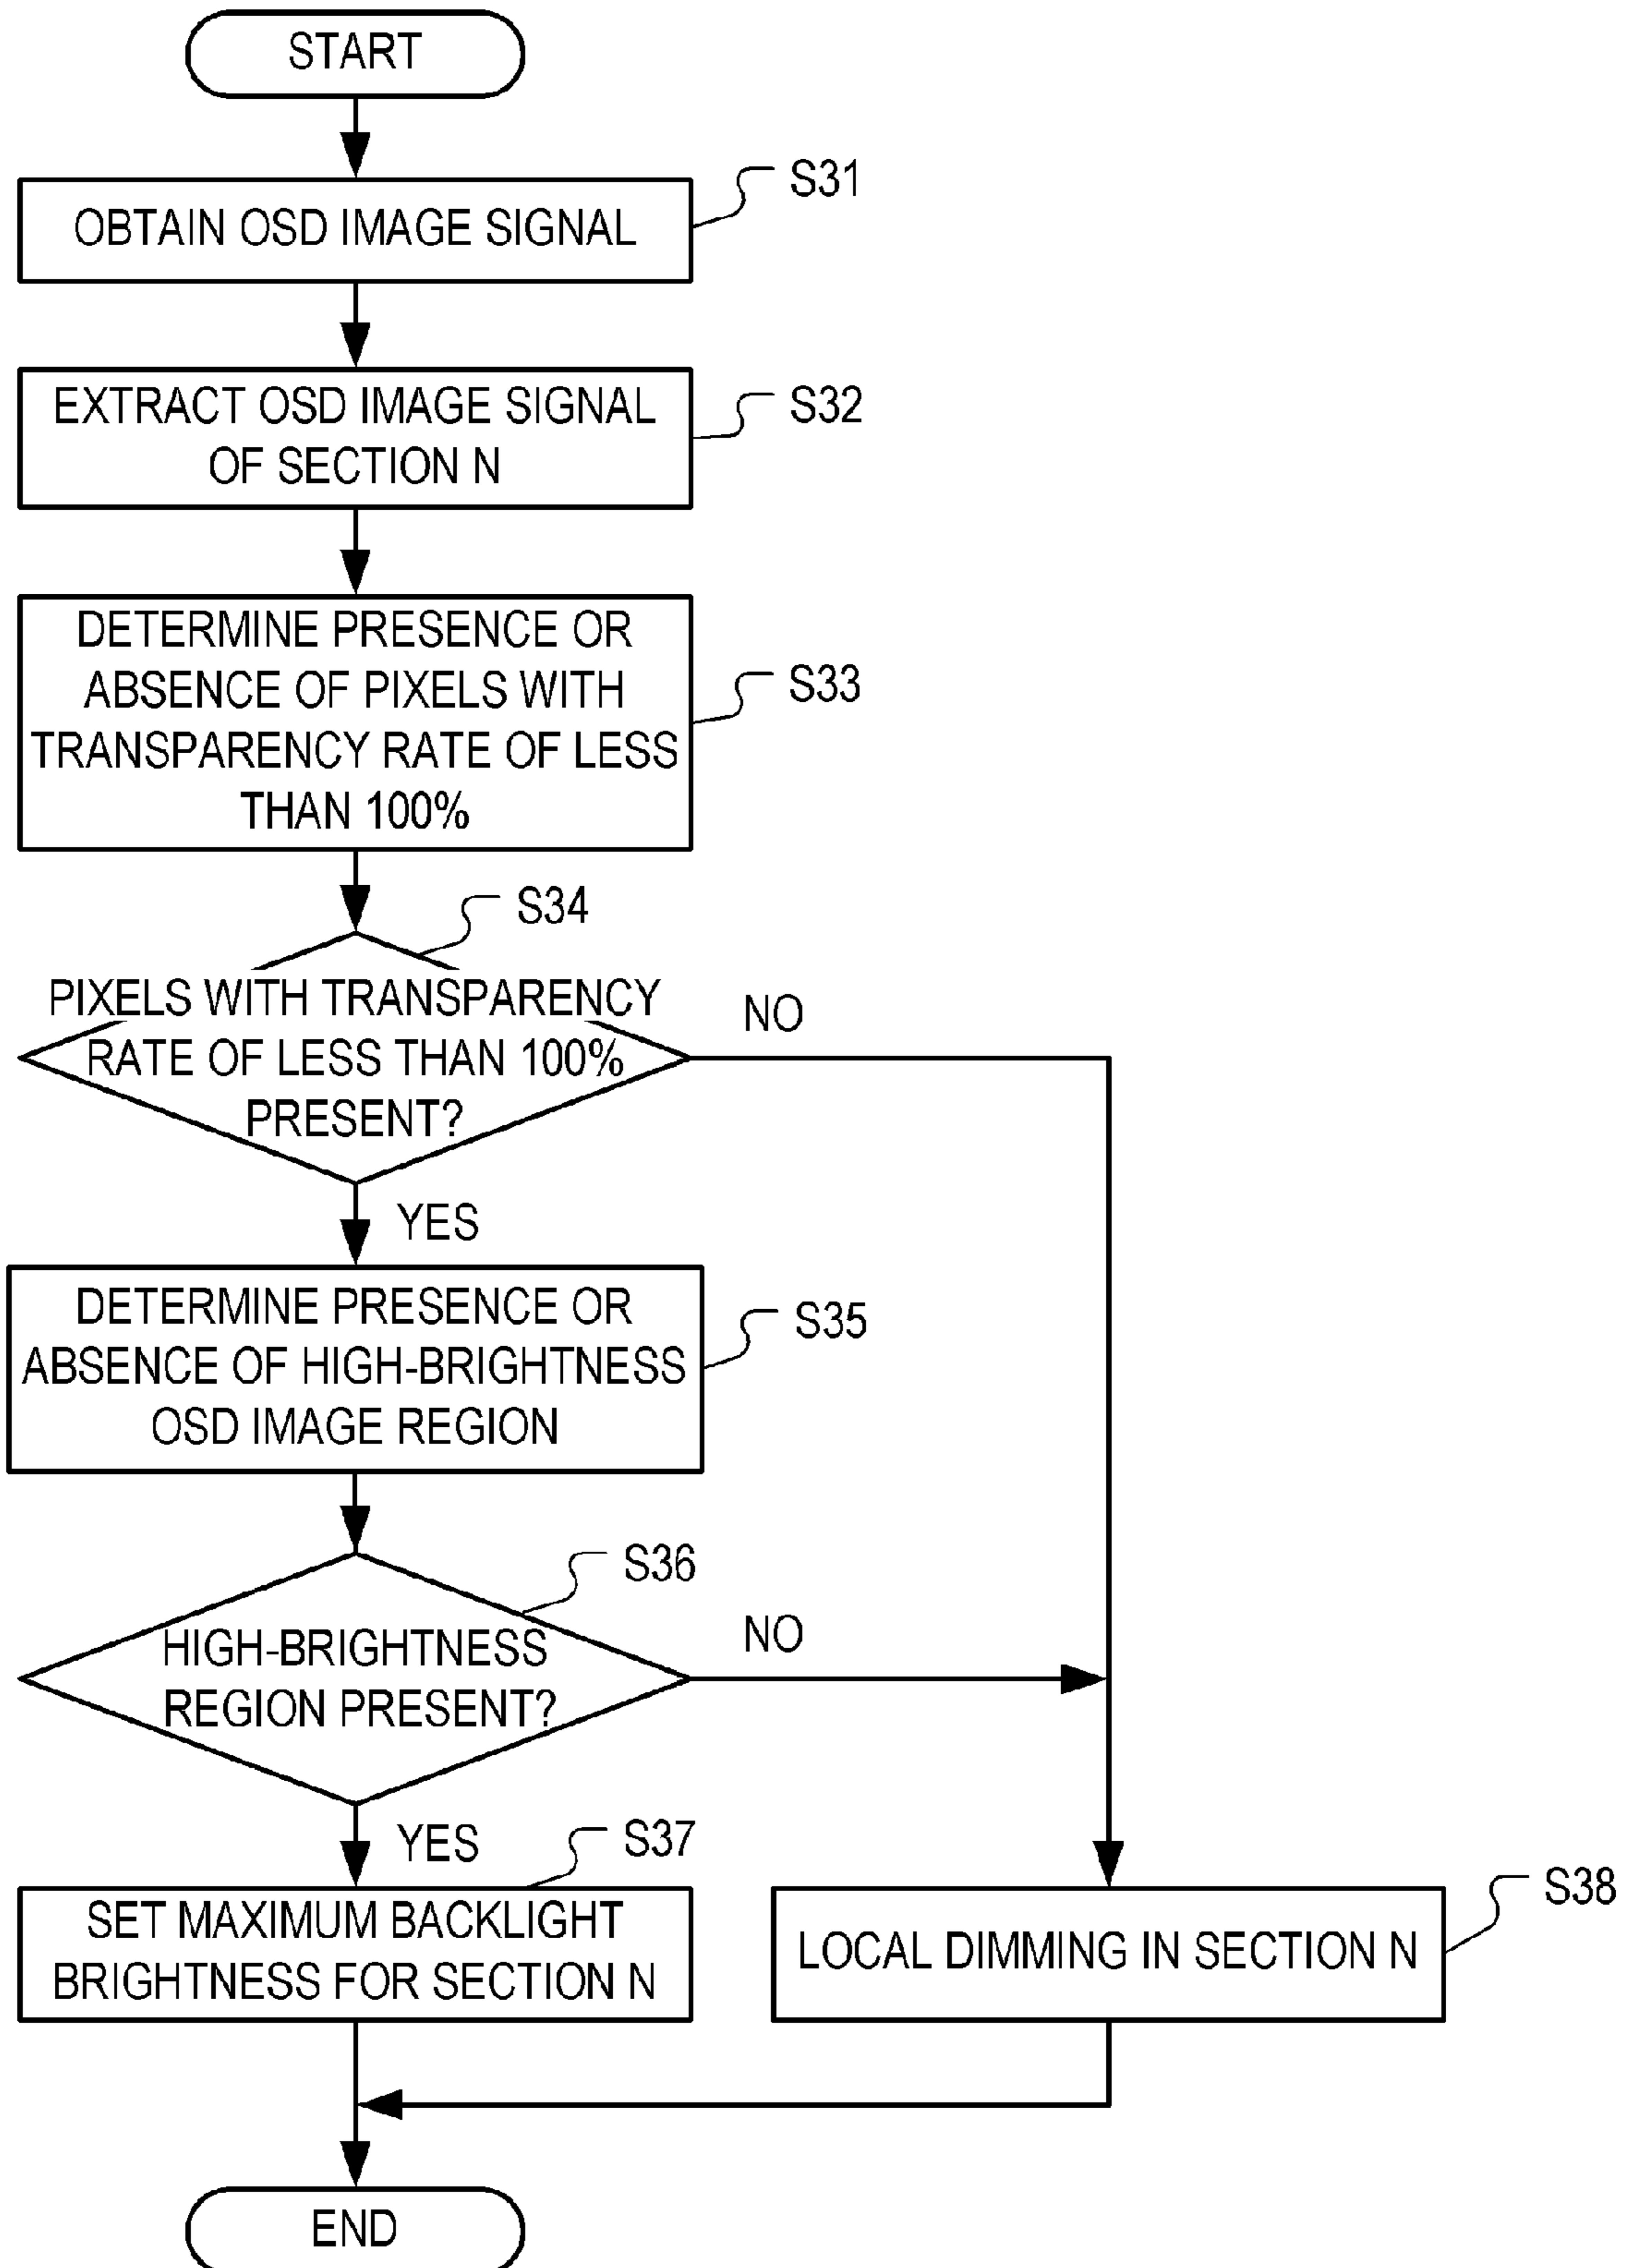 START
S31
OBTAIN OSD IMAGE SIGNAL
EXTRACT OSD IMAGE SIGNAL
OF SECTION N
S32
DETERMINE PRESENCE OR
ABSENCE OF PIXELS WITH
TRANSPARENCY RATE OF LESS
THAN 100%
S33
S34
PIXELS WITH TRANSPARENCY
RATE OF LESS THAN 100%
PRESENT?
NO
YES
DETERMINE PRESENCE OR
ABSENCE OF HIGH-BRIGHTNESS
OSD IMAGE REGION
S35
S36
HIGH-BRIGHTNESS
REGION PRESENT?
NO
YES
S37
SET MAXIMUM BACKLIGHT
BRIGHTNESS FOR SECTION N
S38
LOCAL DIMMING IN SECTION N
END